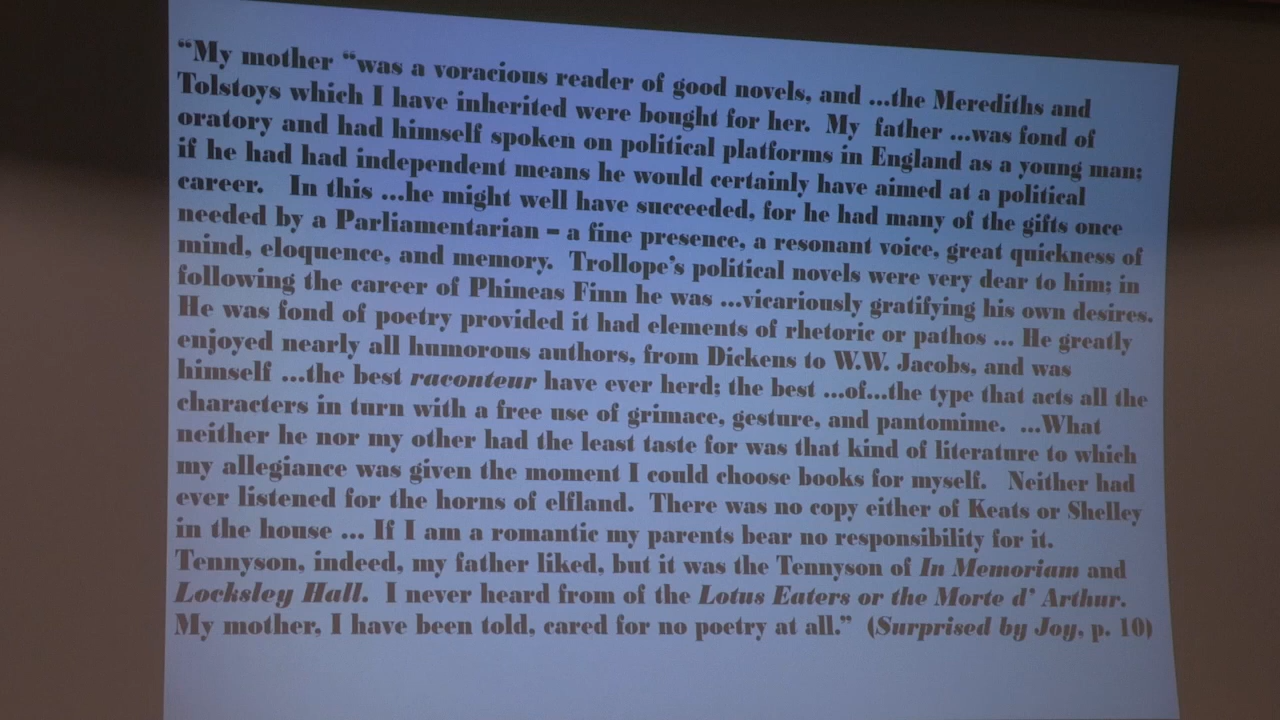 “My mother “was a voracious reader of good novels, and ...the Merediths and
Tolstoys which I have inherited were bought for her. My father ...was fond of
oratory and had himself spoken on political platforms in England as a young man;
if he had had independent means he would certainly have aimed at a political
career. In this ...he might well have succeeded, for he had many of the gifts once
needed by a Parliamentarian – a fine presence, a resonant voice, great quickness of
mind, eloquence, and memory. Trollope’s political novels were very dear to him; in
following the career of Phineas Finn he was ...vicariously gratifying his own desires.
He was fond of poetry provided it had elements of rhetoric or pathos ... He greatly
enjoyed nearly all humorous authors, from Dickens to W.W. Jacobs, and was
himself ...the best raconteur have ever herd; the best ...of...the type that acts all the
characters in turn with a free use of grimace, gesture, and pantomime. ...What
neither he nor my other had the least taste for was that kind of literature to which
my allegiance was given the moment I could choose books for myself. Neither had
ever listened for the horns of elfland. There was no copy either of Keats or Shelley
in the house ... If I am a romantic my parents bear no responsibility for it.
Tennyson, indeed, my father liked, but it was the Tennyson of In Memoriam and
Locksley Hall. I never heard from of the Lotus Eaters or the Morte d’ Arthur.
My mother, I have been told, cared for no poetry at all.” (Surprised by Joy, p. 10)